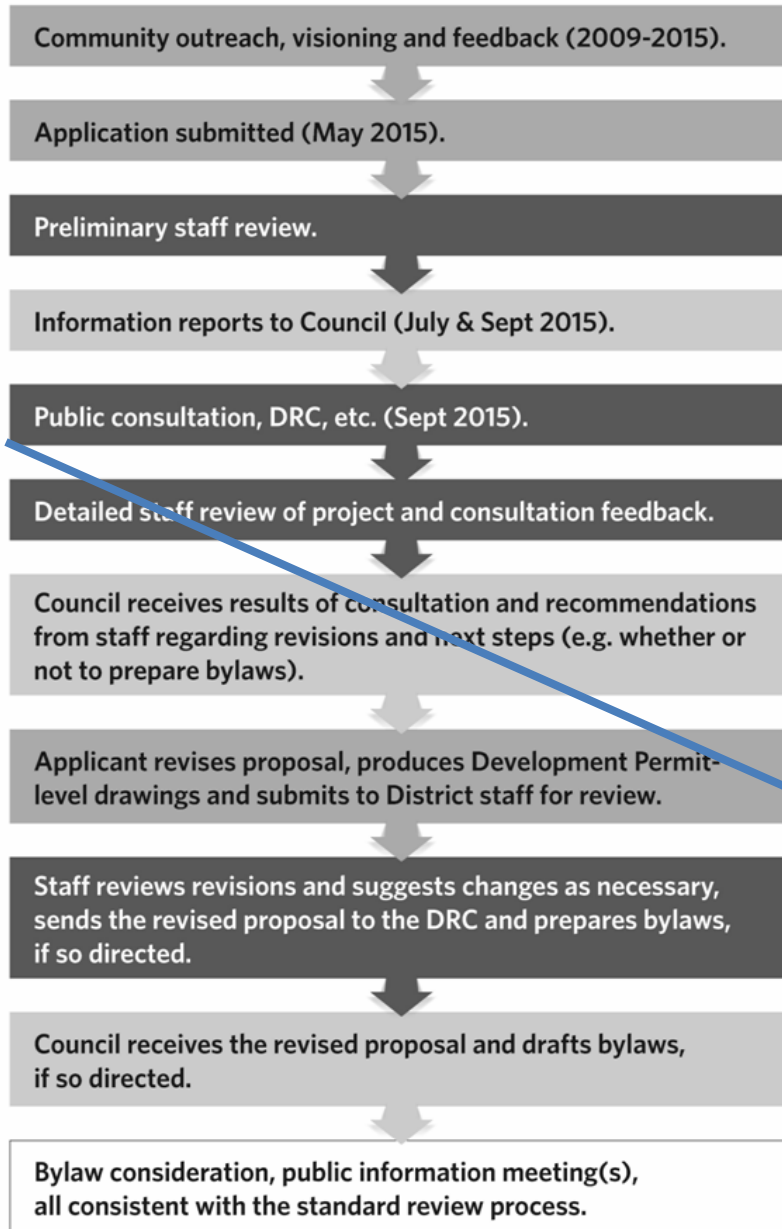 Community outreach, visioning and feedback (2009-2015).
Application submitted (May 2015).
Preliminary staff review.
Information reports to Council (July & Sept 2015).
Public consultation, DRC, etc. (Sept 2015).
Detailed staff review of project and consultation feedback.
Council receives results of consultation and recommendations
from staff regarding revisions and next steps (e.g. whether or
not to prepare bylaws).
Applicant revises proposal, produces Development Permit-
level drawings and submits to District staff for review.
Staff reviews revisions and suggests changes as necessary,
sends the revised proposal to the DRC and prepares bylaws,
if so directed.
Council receives the revised proposal and drafts bylaws,
if so directed.
Bylaw consideration, public information meeting(s),
all consistent with the standard review process.